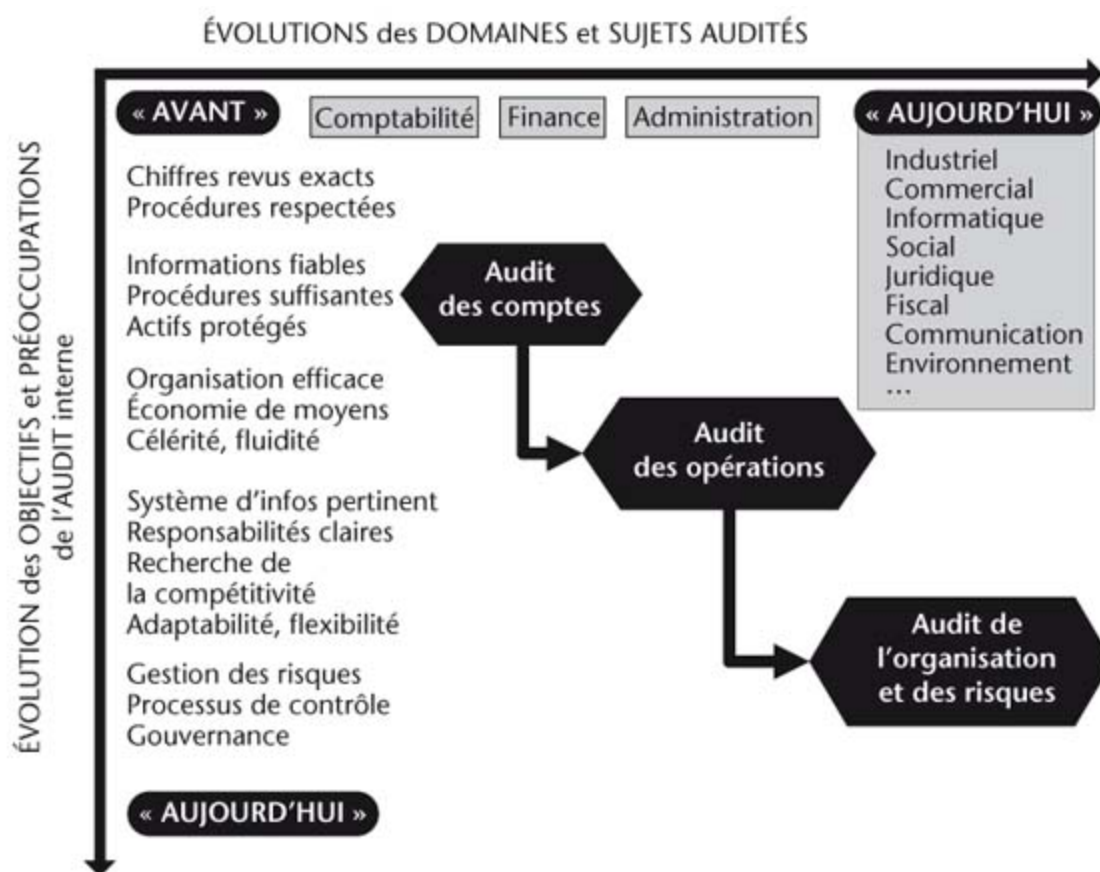 ÉVOLUTIONS des DOMAINES et SUJETS AUDITÉS
« AVANT »
Comptabilité
Finance
Administration
« AUJOURD’HUI »
Industriel
Commercial
Informatique
Social
Juridique
Fiscal
Communication
Environnement
...
ÉVOLUTION des OBJECTIFS et PRÉOCCUPATIONS
de l’AUDIT interne
Chiffres revus exacts
Procédures respectées
Informations fiables
Procédures suffisantes
Actifs protégés
Organisation efficace
Économie de moyens
Célérité, fluidité
Système d’infos pertinent
Responsabilités claires
Recherche de
la compétitivité
Adaptabilité, flexibilité
Gestion des risques
Processus de contrôle
Gouvernance
« AUJOURD’HUI »
Audit
des comptes
Audit
des opérations
Audit de
l’organisation
et des risques